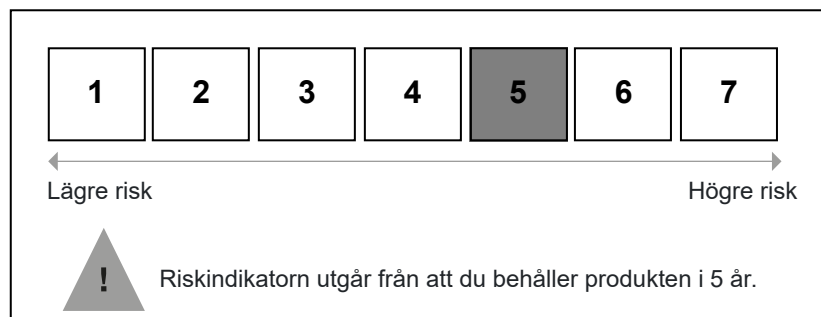 1 2 3 4 5 6 7
Lägre risk Högre risk
! Riskindikatorn utgår från att du behåller produkten i 5 år.